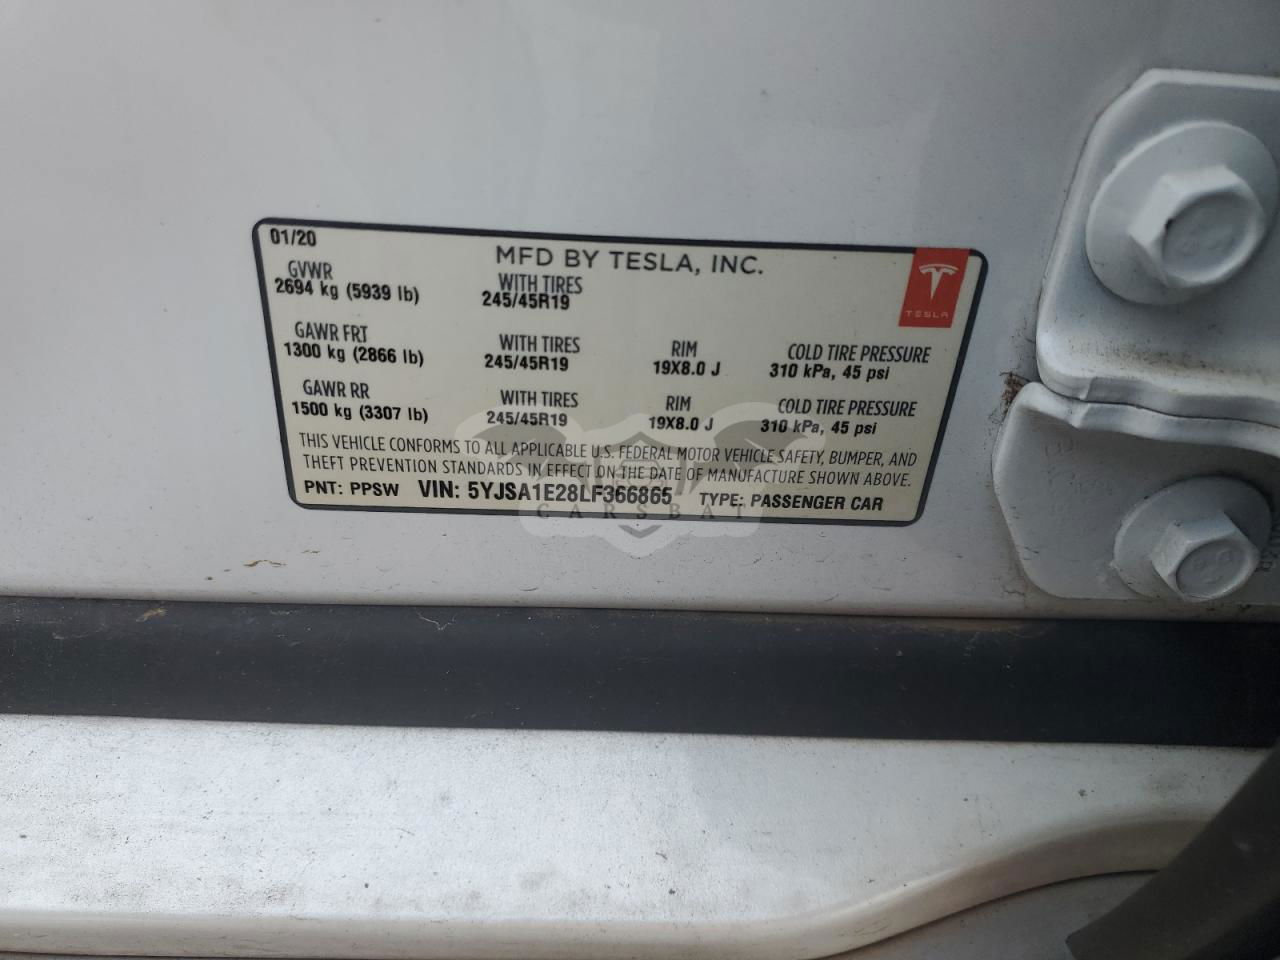 01/20
MFD BY TESLA, INC.
GVWR
2694 kg (5939 lb)
WITH TIRES
245/45R19
TESLA
GAWR FRT
1300 kg (2866 lb)
WITH TIRES
245/45R19
RIM
19X8.0 J
COLD TIRE PRESSURE
310 kPa, 45 psi
GAWR RR
1500 kg (3307 lb)
WITH TIRES
245/45R19
RIM
19X8.0 J
COLD TIRE PRESSURE
310 kPa, 45 psi
THIS VEHICLE CONFORMS TO ALL APPLICABLE U.S. FEDERAL MOTOR VEHICLE SAFETY, BUMPER, AND
THEFT PREVENTION STANDARDS IN EFFECT ON THE DATE OF MANUFACTURE SHOWN ABOVE.
PNT: PPSW VIN: 5YJSA1E28LF366865 TYPE: PASSENGER CAR
CARSBAT